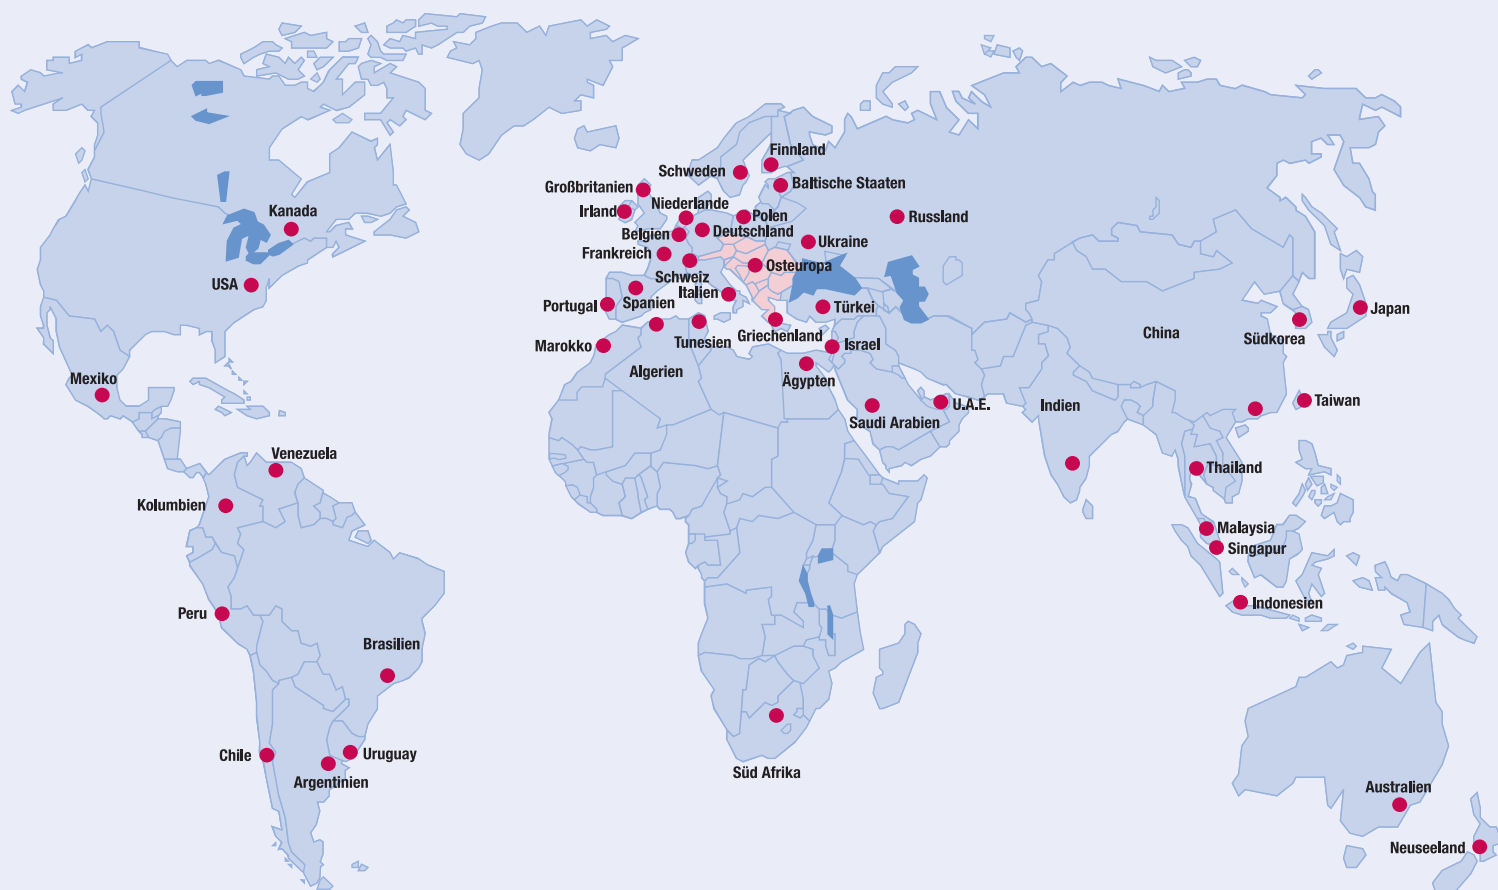 Finnland
Schweden
Baltische Staaten
Großbritanien
Niederlande
Irland
Kanada
Polen
Russland
Deutschland
Belgien
Ukraine
Frankreich
Osteuropa
Schweiz
USA
Italien
Portugal
Spanien
Türkei
Japan
China
Griechenland
Südkorea
Tunesien
Israel
Marokko
Algerien
Mexiko
Ägypten
Taiwan
U.A.E.
Indien
Saudi Arabien
Venezuela
Thailand
Kolumbien
Malaysia
Singapur
Indonesien
Peru
Brasilien
Uruguay
Chile
Süd Afrika
Argentinien
Australien
Neuseeland